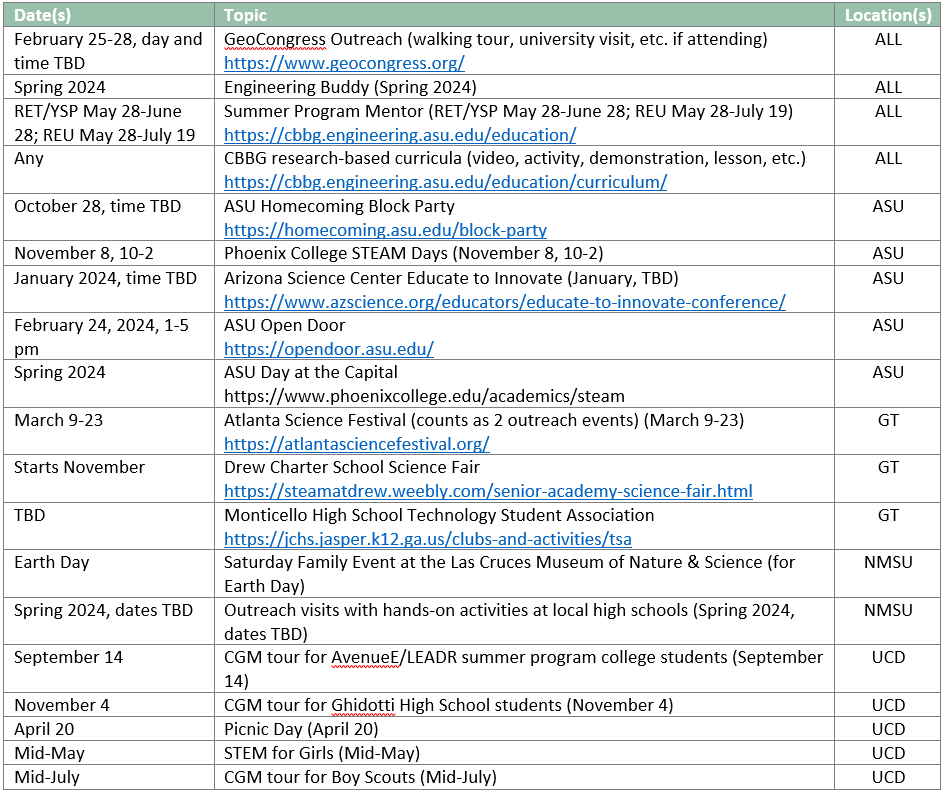 Date(s) Topic Location(s)
February 25-28, day and GeoCongress Outreach (walking tour, university visit, etc. if attending) ALL
time TBD https://www.geocongress.org/
Spring 2024 Engineering Buddy (Spring 2024) ALL
RET/YSP May 28-June Summer Program Mentor (RET/YSP May 28-June 28; REU May 28-July 19) ALL
28; REU May 28-July 19 https://cbbg.engineering.asu.edu/education/
Any CBBG research-based curricula (video, activity, demonstration, lesson, etc.) ALL
https://cbbg.engineering.asu.edu/education/curriculum/
October 28, time TBD ASU Homecoming Block Party ASU
https://homecoming.asu.edu/block-party
November 8, 10-2 Phoenix College STEAM Days (November 8, 10-2) ASU
January 2024, time TBD Arizona Science Center Educate to Innovate (January, TBD) ASU
https://www.azscience.org/educators/educate-to-innovate-conference/
February 24, 2024, 1-5 ASU Open Door ASU
pm https://opendoor.asu.edu/
Spring 2024 ASU Day at the Capital ASU
https://www.phoenixcollege.edu/academics/steam
March 9-23 Atlanta Science Festival (counts as 2 outreach events) (March 9-23) GT
https://atlantasciencefestival.org/
Starts November Drew Charter School Science Fair GT
https://steamatdrew.weebly.com/senior-academy-science-fair.html
TBD Monticello High School Technology Student Association GT
https://jchs.jasper.k12.ga.us/clubs-and-activities/tsa
Earth Day Saturday Family Event at the Las Cruces Museum of Nature & Science (for NMSU
Earth Day)
Spring 2024, dates TBD Outreach visits with hands-on activities at local high schools (Spring 2024, NMSU
dates TBD)
September 14 CGM tour for AvenueE/LEADR summer program college students (September UCD
14)
November 4 CGM tour for Ghidotti High School students (November 4) UCD
April 20 Picnic Day (April 20) UCD
Mid-May STEM for Girls (Mid-May) UCD
Mid-July CGM tour for Boy Scouts (Mid-July) UCD